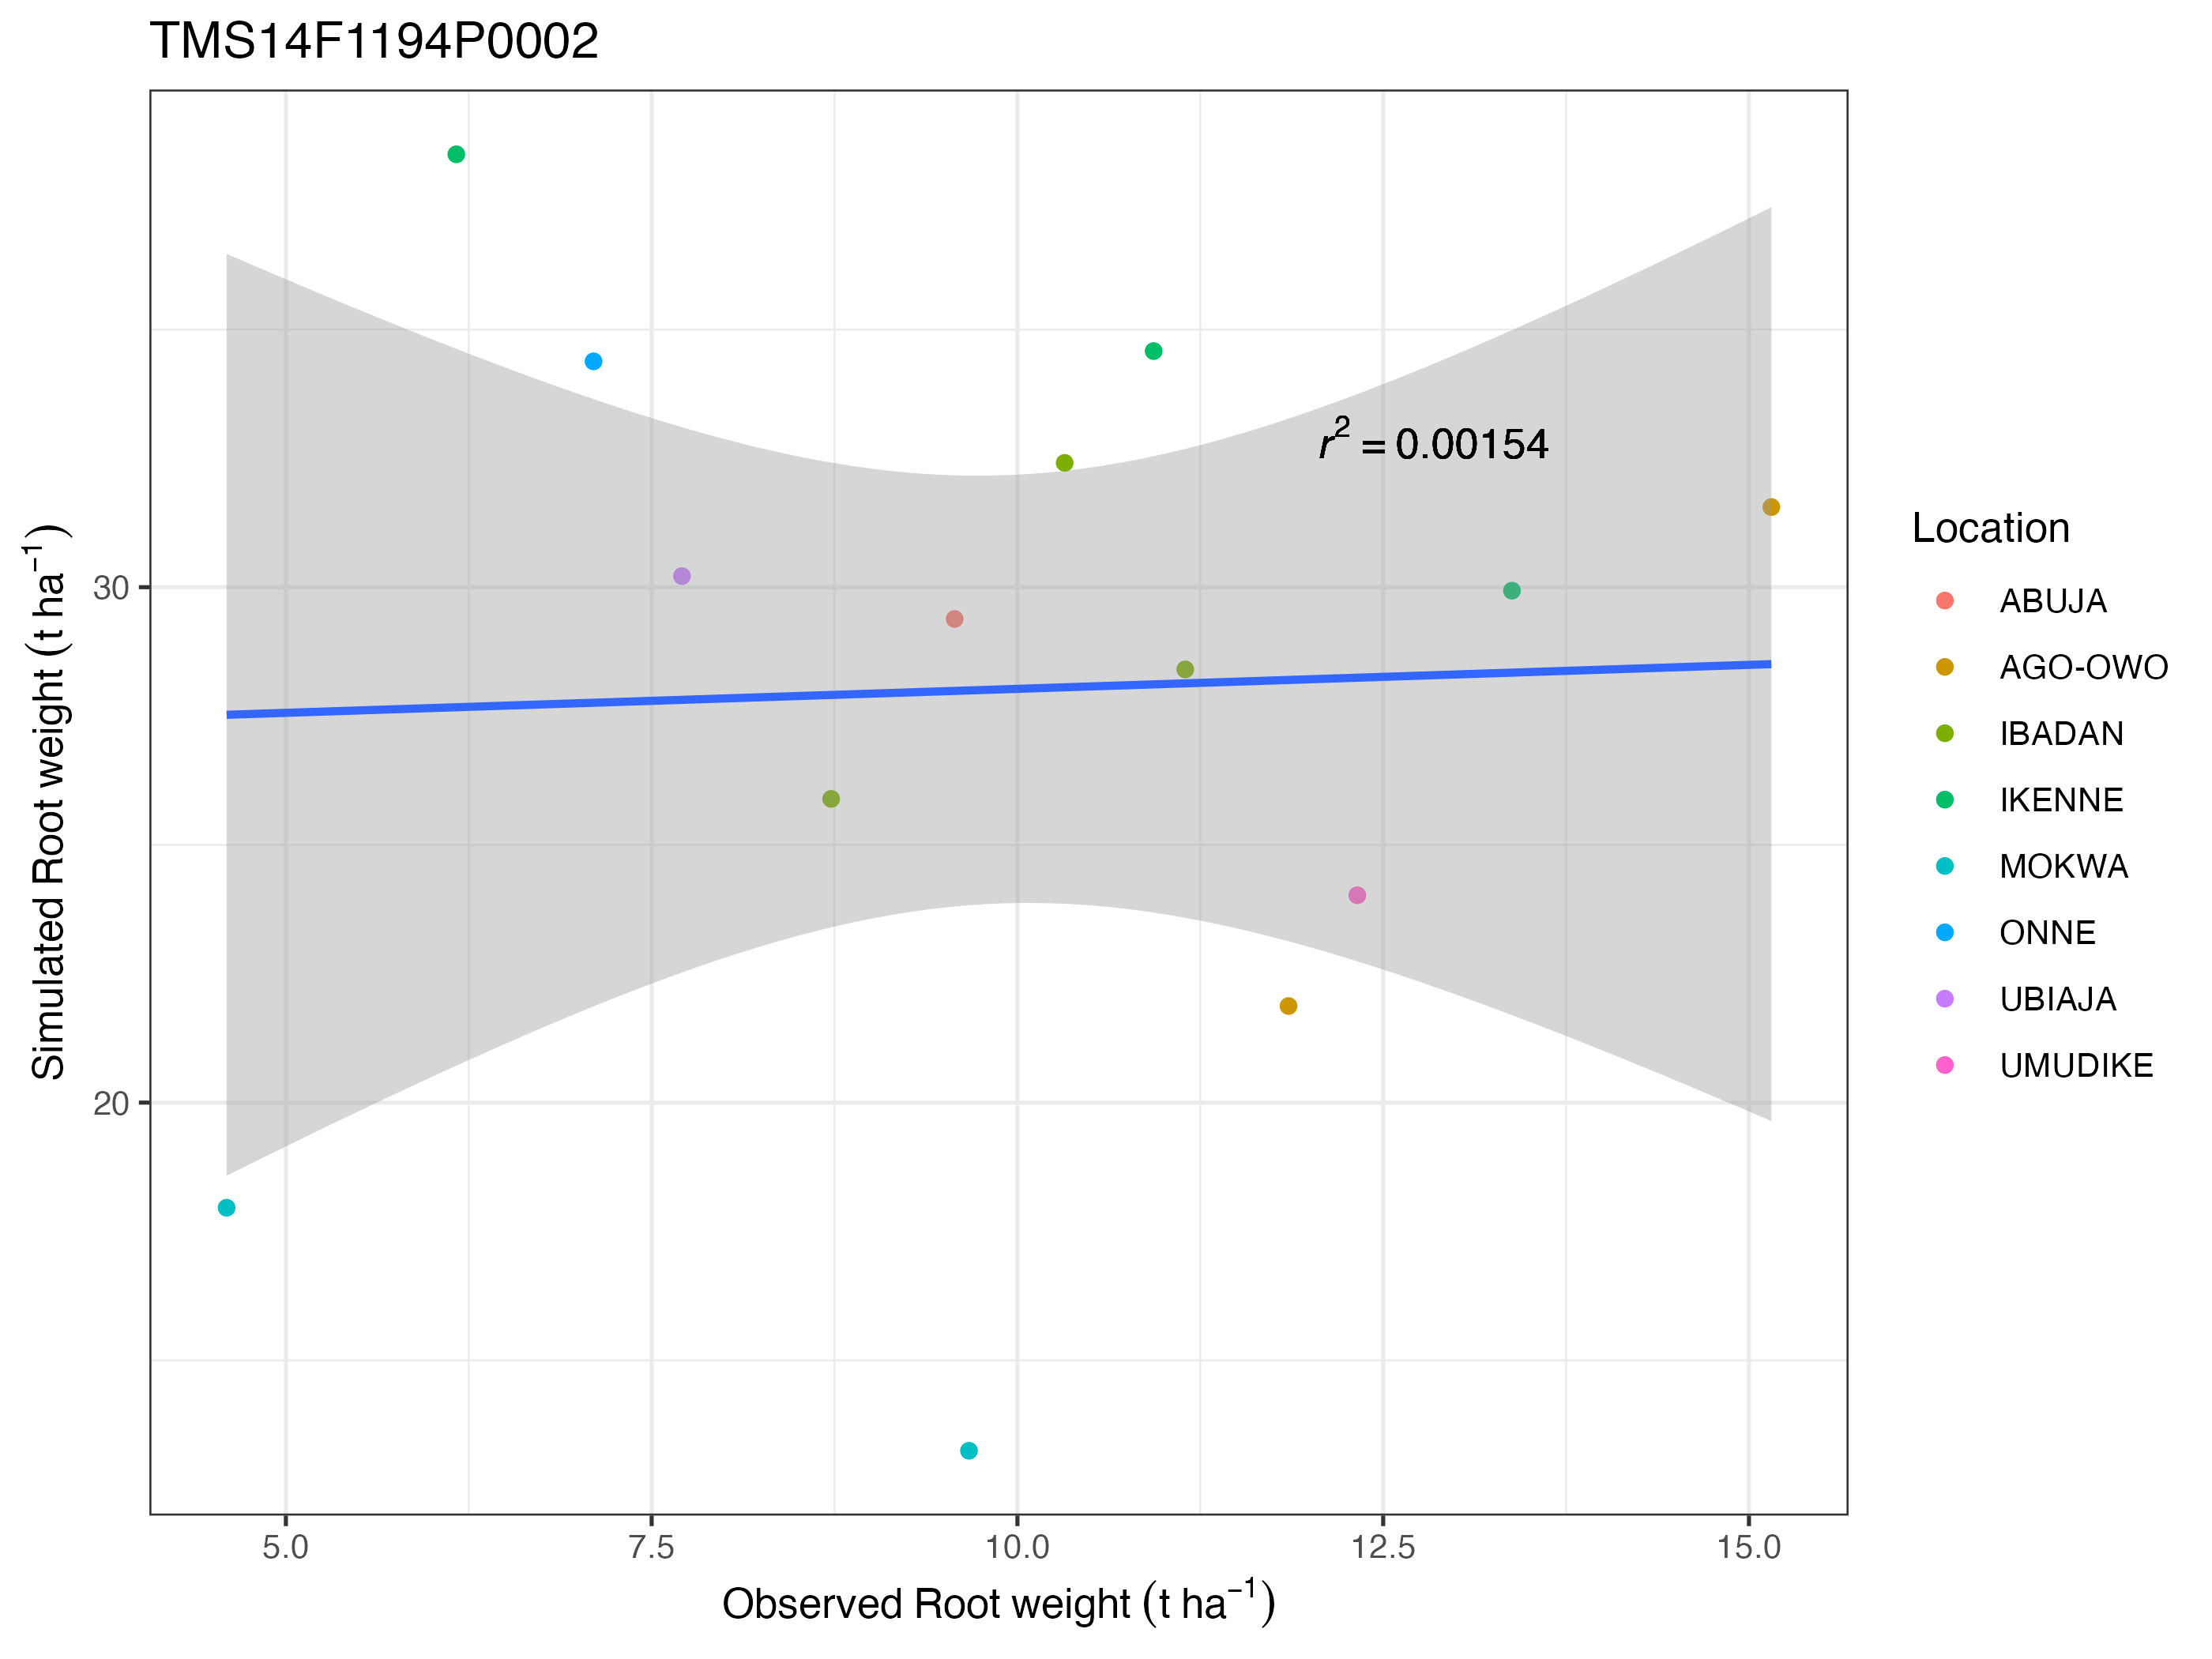 TMS14F1194P0002
r² = 0.00154
30
20
Simulated Root weight (t ha⁻¹)
5.0 7.5 10.0 12.5 15.0
Observed Root weight (t ha⁻¹)
Location
ABUJA
AGO-OWO
IBADAN
IKENNE
MOKWA
ONNE
UBIAJA
UMUDIKE